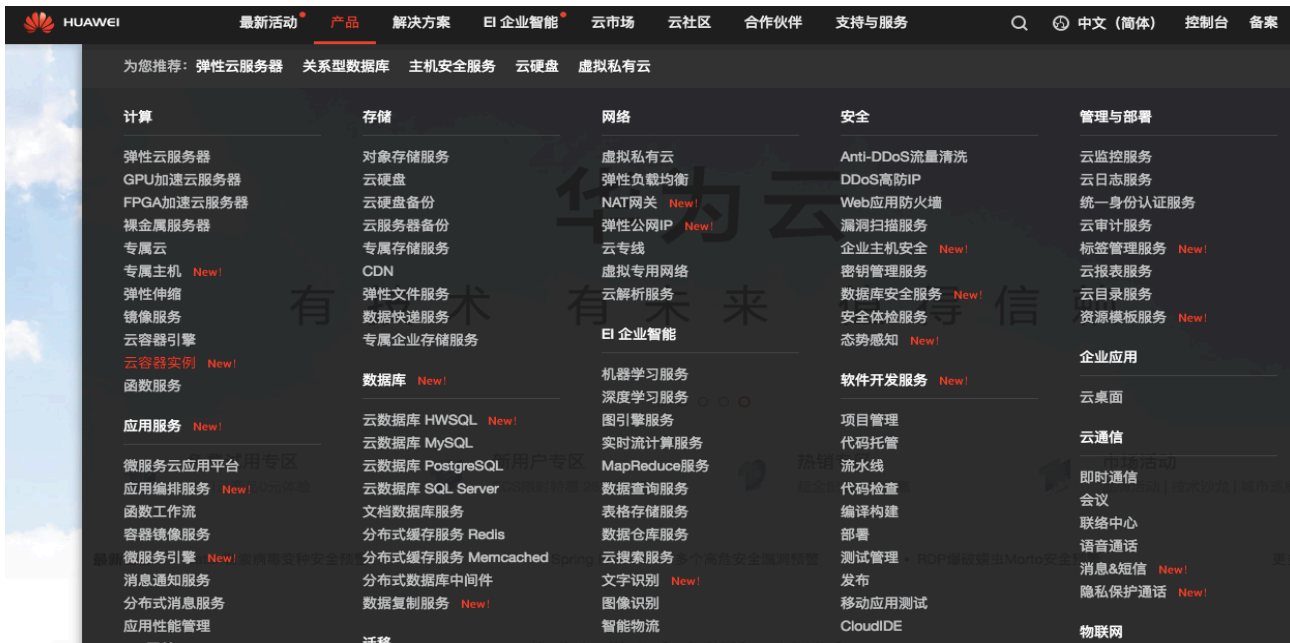 HUAWEI 最新活动 产品 解决方案 EI 企业智能 云市场 云社区 合作伙伴 支持与服务 中文（简体） 控制台 备案
为您推荐：弹性云服务器 关系型数据库 主机安全服务 云硬盘 虚拟私有云
计算
弹性云服务器
GPU加速云服务器
FPGA加速云服务器
裸金属服务器
专属云
专属主机 New!
弹性伸缩
镜像服务
云容器引擎
云容器实例 New!
函数服务
应用服务 New!
微服务云应用平台
应用编排服务 New!
函数工作流
容器镜像服务
微服务引擎 New!
消息通知服务
分布式消息服务
应用性能管理
存储
对象存储服务
云硬盘
云硬盘备份
云服务器备份
专属存储服务
CDN
弹性文件服务
数据快递服务
专属企业存储服务
数据库 New!
云数据库 HWSQL New!
云数据库 MySQL
云数据库 PostgreSQL
云数据库 SQL Server
文档数据库服务
分布式缓存服务 Redis
分布式缓存服务 Memcached
分布式数据库中间件
数据复制服务 New!
迁移
网络
虚拟私有云
弹性负载均衡
NAT网关 New!
弹性公网IP New!
云专线
虚拟专用网络
云解析服务
EI 企业智能
机器学习服务
深度学习服务
图引擎服务
实时流计算服务
MapReduce服务
数据查询服务
表格存储服务
数据仓库服务
云搜索服务
文字识别 New!
图像识别
智能物流
安全
Anti-DDoS流量清洗
DDoS高防IP
Web应用防火墙
漏洞扫描服务
企业主机安全 New!
密钥管理服务
数据库安全服务 New!
安全体检服务
态势感知 New!
软件开发服务 New!
项目管理
代码托管
流水线
代码检查
编译构建
部署
测试管理
发布
移动应用测试
CloudIDE
管理与部署
云监控服务
云日志服务
统一身份认证服务
云审计服务
标签管理服务 New!
云报表服务
云目录服务
资源模板服务 New!
企业应用
云桌面
云通信
即时通信
会议
联络中心
语音通话
消息&短信 New!
隐私保护通话 New!
物联网
华为云
有 术 有未来 得信